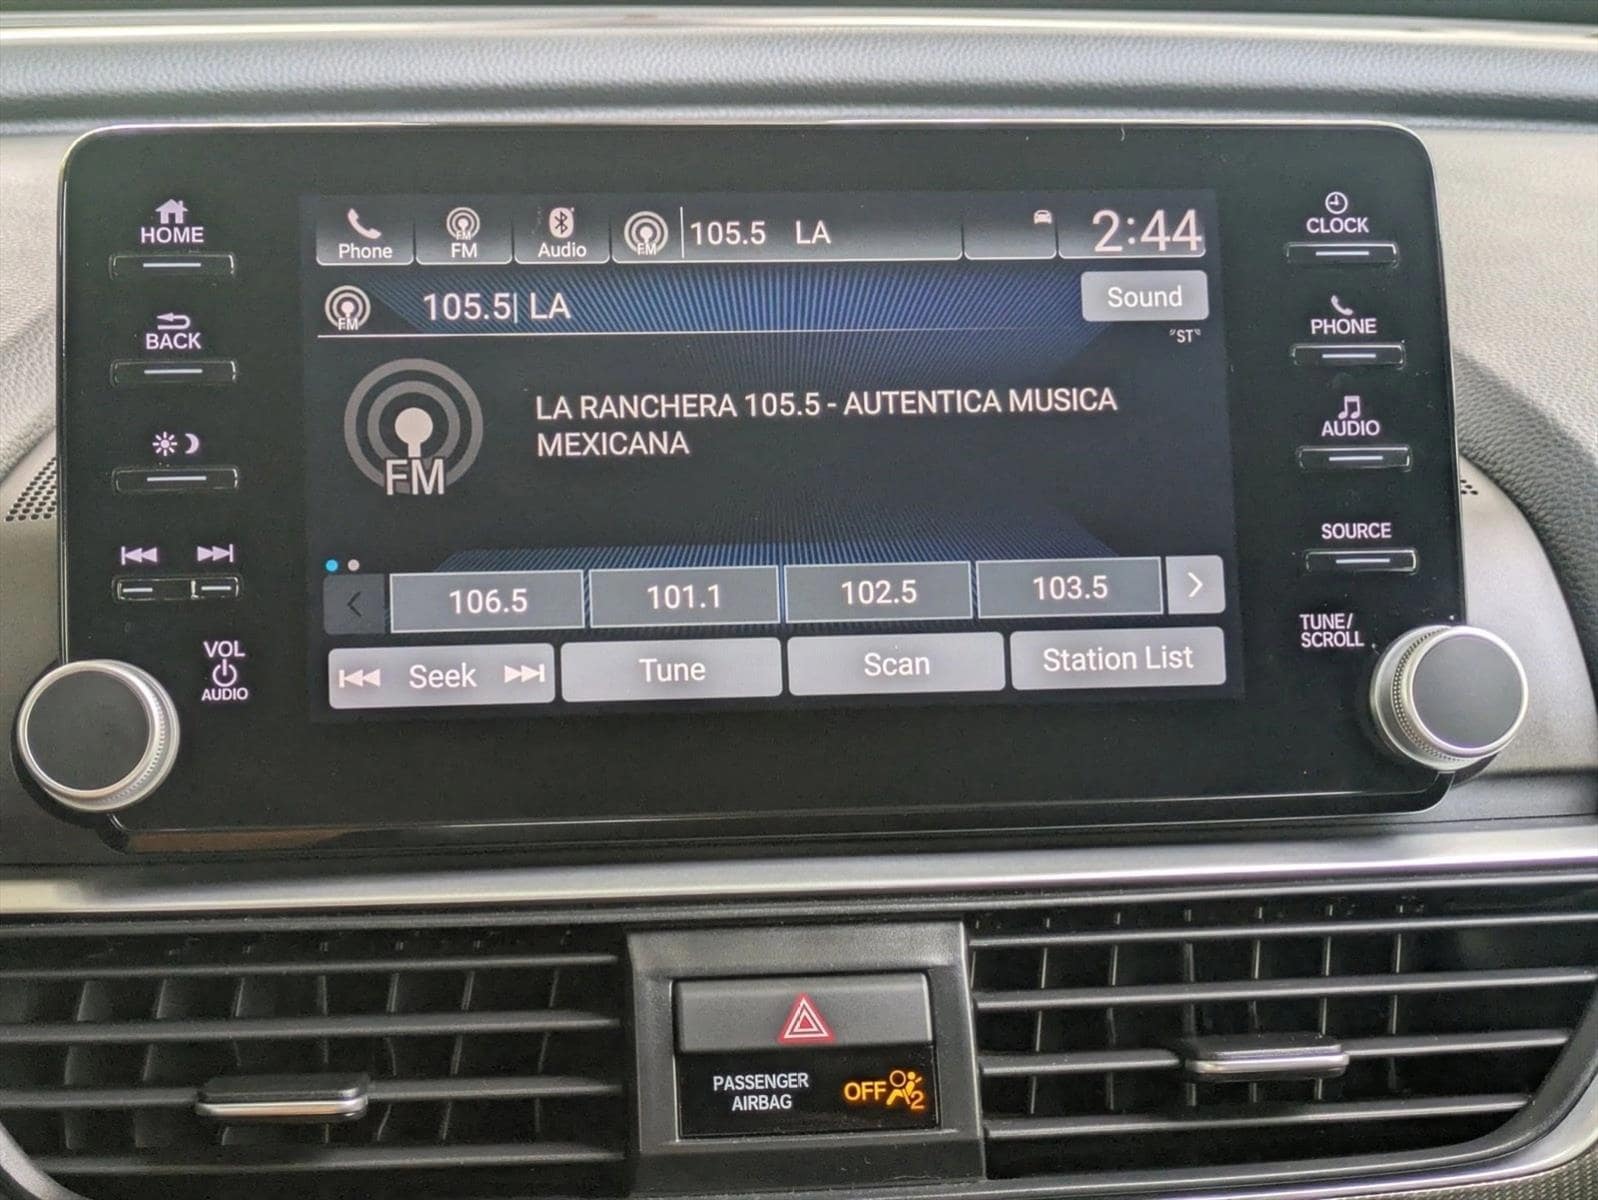 HOME
BACK
VOL
AUDIO
Phone
FM
FM
Audio
FM
105.5 LA
2:44
FM
105.5| LA
Sound
"ST"
FM
LA RANCHERA 105.5 - AUTENTICA MUSICA
MEXICANA
106.5
101.1
102.5
103.5
Seek
Tune
Scan
Station List
CLOCK
PHONE
AUDIO
SOURCE
TUNE/
SCROLL
PASSENGER
AIRBAG
OFF
2